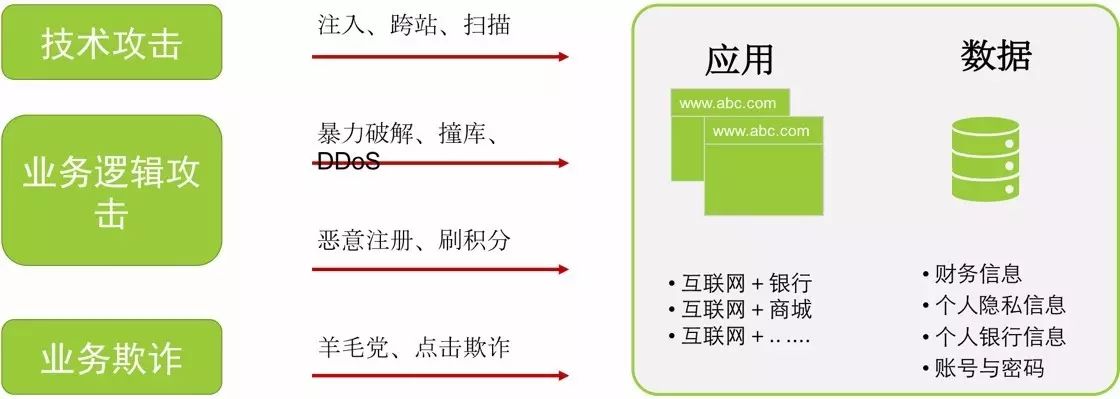 技术攻击
注入、跨站、扫描
业务逻辑攻
击
暴力破解、撞库、
DDoS
恶意注册、刷积分
业务欺诈
羊毛党、点击欺诈
应用
www.abc.com
www.abc.com
• 互联网＋银行
• 互联网＋商城
• 互联网＋.. ....
数据
• 财务信息
• 个人隐私信息
• 个人银行信息
• 账号与密码